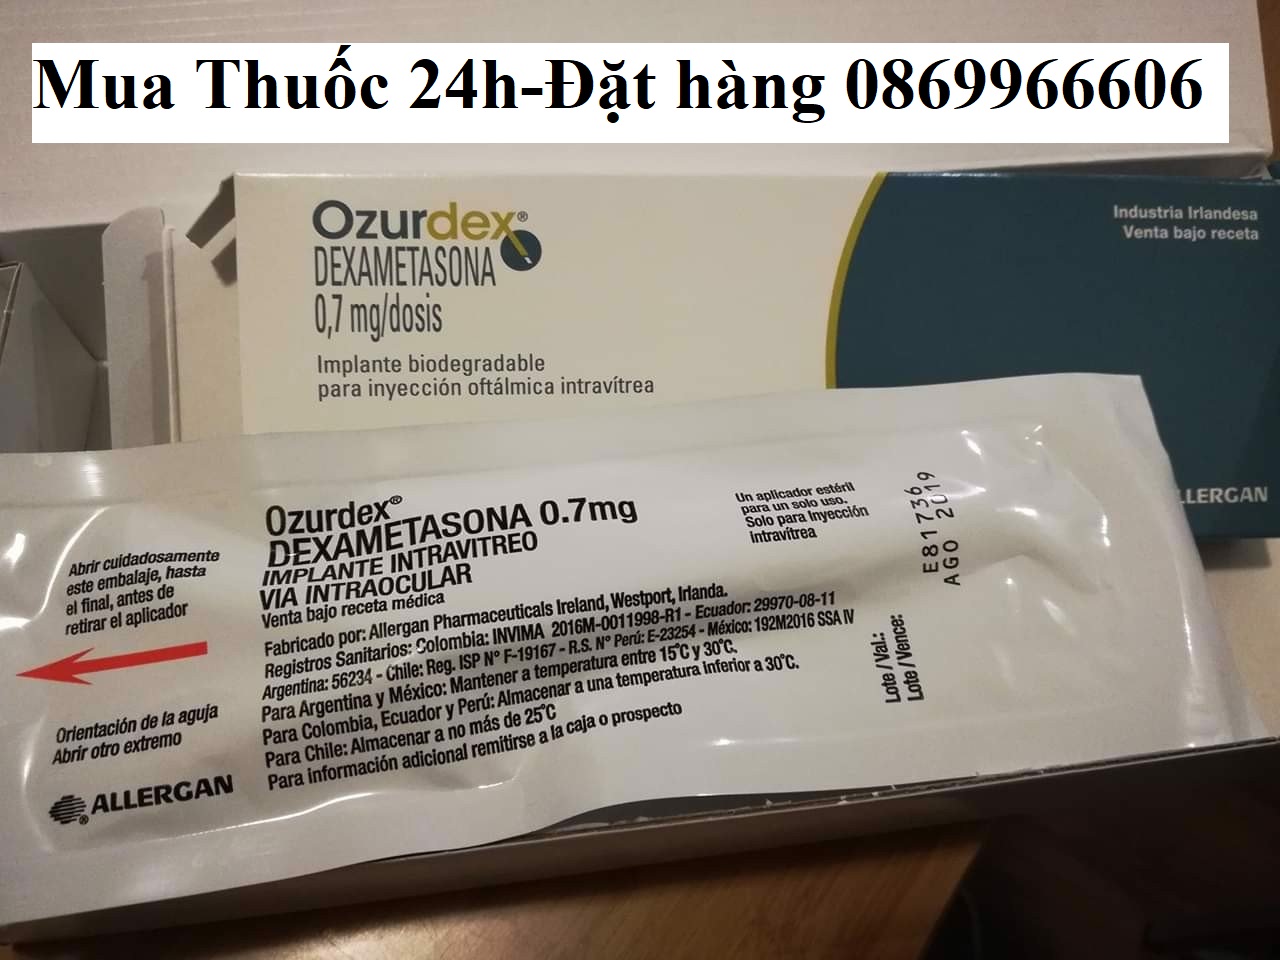 Mua Thuốc 24h-Đặt hàng 0869966606
Ozurdex®
DEXAMETASONA
0,7 mg/dosis
Implante biodegradable
para inyección oftálmica intravítrea
Industria Irlandesa
Venta bajo receta
LLERGAN
Abrir cuidadosamente
este embalaje, hasta
el final, antes de
retirar el aplicador
Orientación de la aguja
Abrir otro extremo
ALLERGAN
Ozurdex®
DEXAMETASONA 0.7mg
IMPLANTE INTRAVITREO
VIA INTRAOCULAR
Venta bajo receta médica
Fabricado por: Allergan Pharmaceuticals Ireland, Westport, Irlanda.
Registros Sanitarios: Colombia: INVIMA 2016M-0011998-R1 - Ecuador: 29970-08-11
Argentina: 56234 - Chile: Reg. ISP N° F-19167 - R.S. N° Perú: E-23254 - México: 192M2016 SSA IV
Para Argentina y México: Mantener a temperatura entre 15°C y 30°C.
Para Colombia, Ecuador y Perú: Almacenar a una temperatura inferior a 30°C.
Para Chile: Almacenar a no más de 25°C
Para información adicional remitirse a la caja o prospecto
Un aplicador estéril
para un solo uso.
Solo para Inyección
intravítrea
Lote / Val.:
Lote / Vence:
E81736
AGO 2019